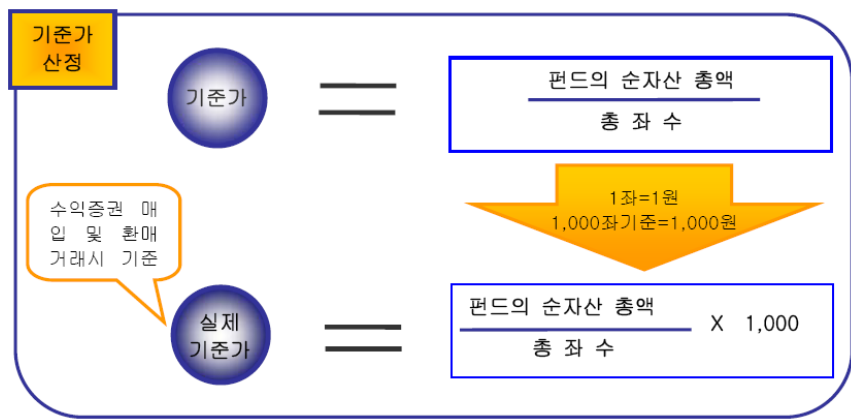 기준가
산정
기준가
펀드의 순자산 총액
총 좌 수
1좌=1원
1,000좌기준=1,000원
수익증권 매
입 및 환매
거래시 기준
실제
기준가
펀드의 순자산 총액
X 1,000
총 좌 수